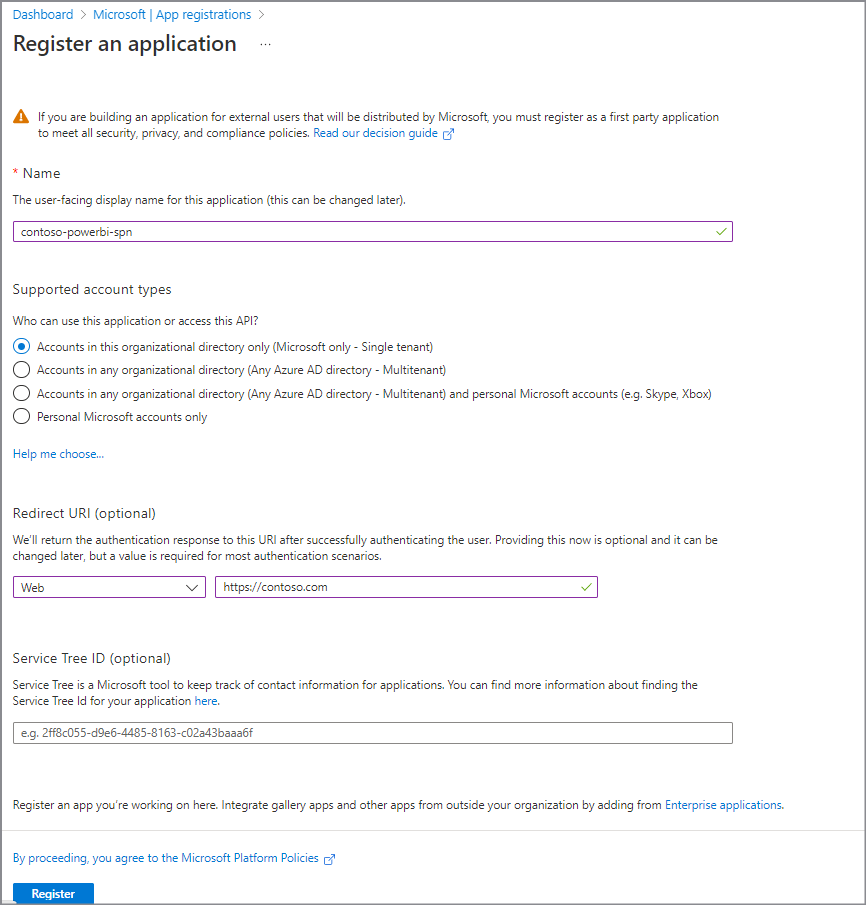 Dashboard > Microsoft | App registrations >
Register an application ...
If you are building an application for external users that will be distributed by Microsoft, you must register as a first party application
to meet all security, privacy, and compliance policies. Read our decision guide
* Name
The user-facing display name for this application (this can be changed later).
contoso-powerbi-spn
Supported account types
Who can use this application or access this API?
Accounts in this organizational directory only (Microsoft only - Single tenant)
Accounts in any organizational directory (Any Azure AD directory - Multitenant)
Accounts in any organizational directory (Any Azure AD directory - Multitenant) and personal Microsoft accounts (e.g. Skype, Xbox)
Personal Microsoft accounts only
Help me choose...
Redirect URI (optional)
We'll return the authentication response to this URI after successfully authenticating the user. Providing this now is optional and it can be
changed later, but a value is required for most authentication scenarios.
Web https://contoso.com
Service Tree ID (optional)
Service Tree is a Microsoft tool to keep track of contact information for applications. You can find more information about finding the
Service Tree Id for your application here.
e.g. 2ff8c055-d9e6-4485-8163-c02a43baaa6f
Register an app you're working on here. Integrate gallery apps and other apps from outside your organization by adding from Enterprise applications.
By proceeding, you agree to the Microsoft Platform Policies
Register